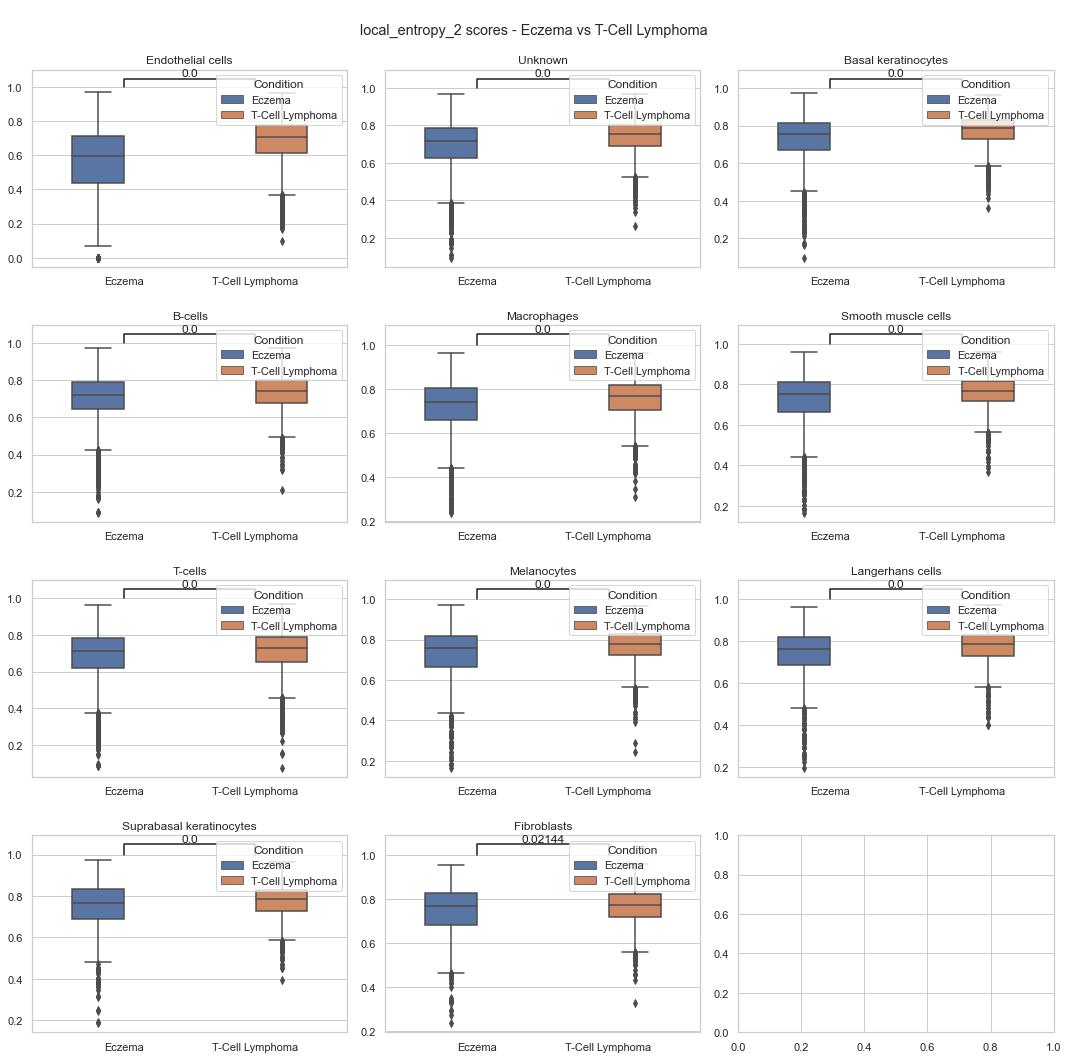 local_entropy_2 scores - Eczema vs T-Cell Lymphoma
Endothelial cells
0.0
Condition
Eczema
T-Cell Lymphoma
1.0
0.8
0.6
0.4
0.2
0.0
Eczema T-Cell Lymphoma
Unknown
0.0
Condition
Eczema
T-Cell Lymphoma
1.0
0.8
0.6
0.4
0.2
Eczema T-Cell Lymphoma
Basal keratinocytes
0.0
Condition
Eczema
T-Cell Lymphoma
1.0
0.8
0.6
0.4
0.2
Eczema T-Cell Lymphoma
B-cells
0.0
Condition
Eczema
T-Cell Lymphoma
1.0
0.8
0.6
0.4
0.2
Eczema T-Cell Lymphoma
Macrophages
0.0
Condition
Eczema
T-Cell Lymphoma
1.0
0.8
0.6
0.4
0.2
Eczema T-Cell Lymphoma
Smooth muscle cells
0.0
Condition
Eczema
T-Cell Lymphoma
1.0
0.8
0.6
0.4
0.2
Eczema T-Cell Lymphoma
T-cells
0.0
Condition
Eczema
T-Cell Lymphoma
1.0
0.8
0.6
0.4
0.2
Eczema T-Cell Lymphoma
Melanocytes
0.0
Condition
Eczema
T-Cell Lymphoma
1.0
0.8
0.6
0.4
0.2
Eczema T-Cell Lymphoma
Langerhans cells
0.0
Condition
Eczema
T-Cell Lymphoma
1.0
0.8
0.6
0.4
0.2
Eczema T-Cell Lymphoma
Suprabasal keratinocytes
0.0
Condition
Eczema
T-Cell Lymphoma
1.0
0.8
0.6
0.4
0.2
Eczema T-Cell Lymphoma
Fibroblasts
0.02144
Condition
Eczema
T-Cell Lymphoma
1.0
0.8
0.6
0.4
0.2
Eczema T-Cell Lymphoma
1.0
0.8
0.6
0.4
0.2
0.0
0.0 0.2 0.4 0.6 0.8 1.0